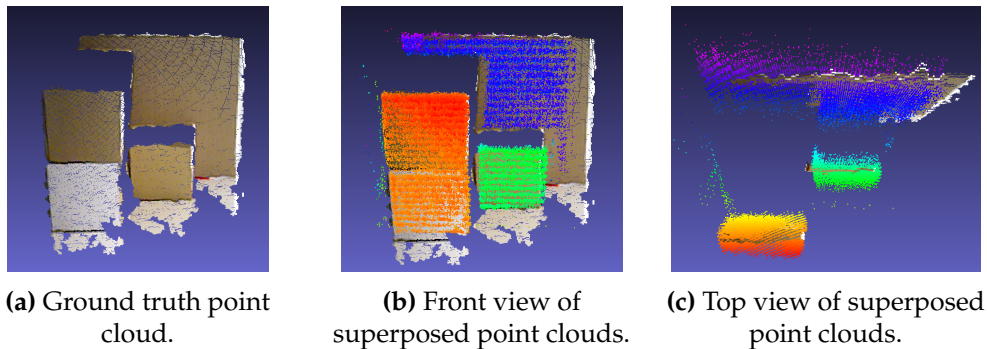 (a) Ground truth point
cloud.
(b) Front view of
superposed point clouds.
(c) Top view of superposed
point clouds.